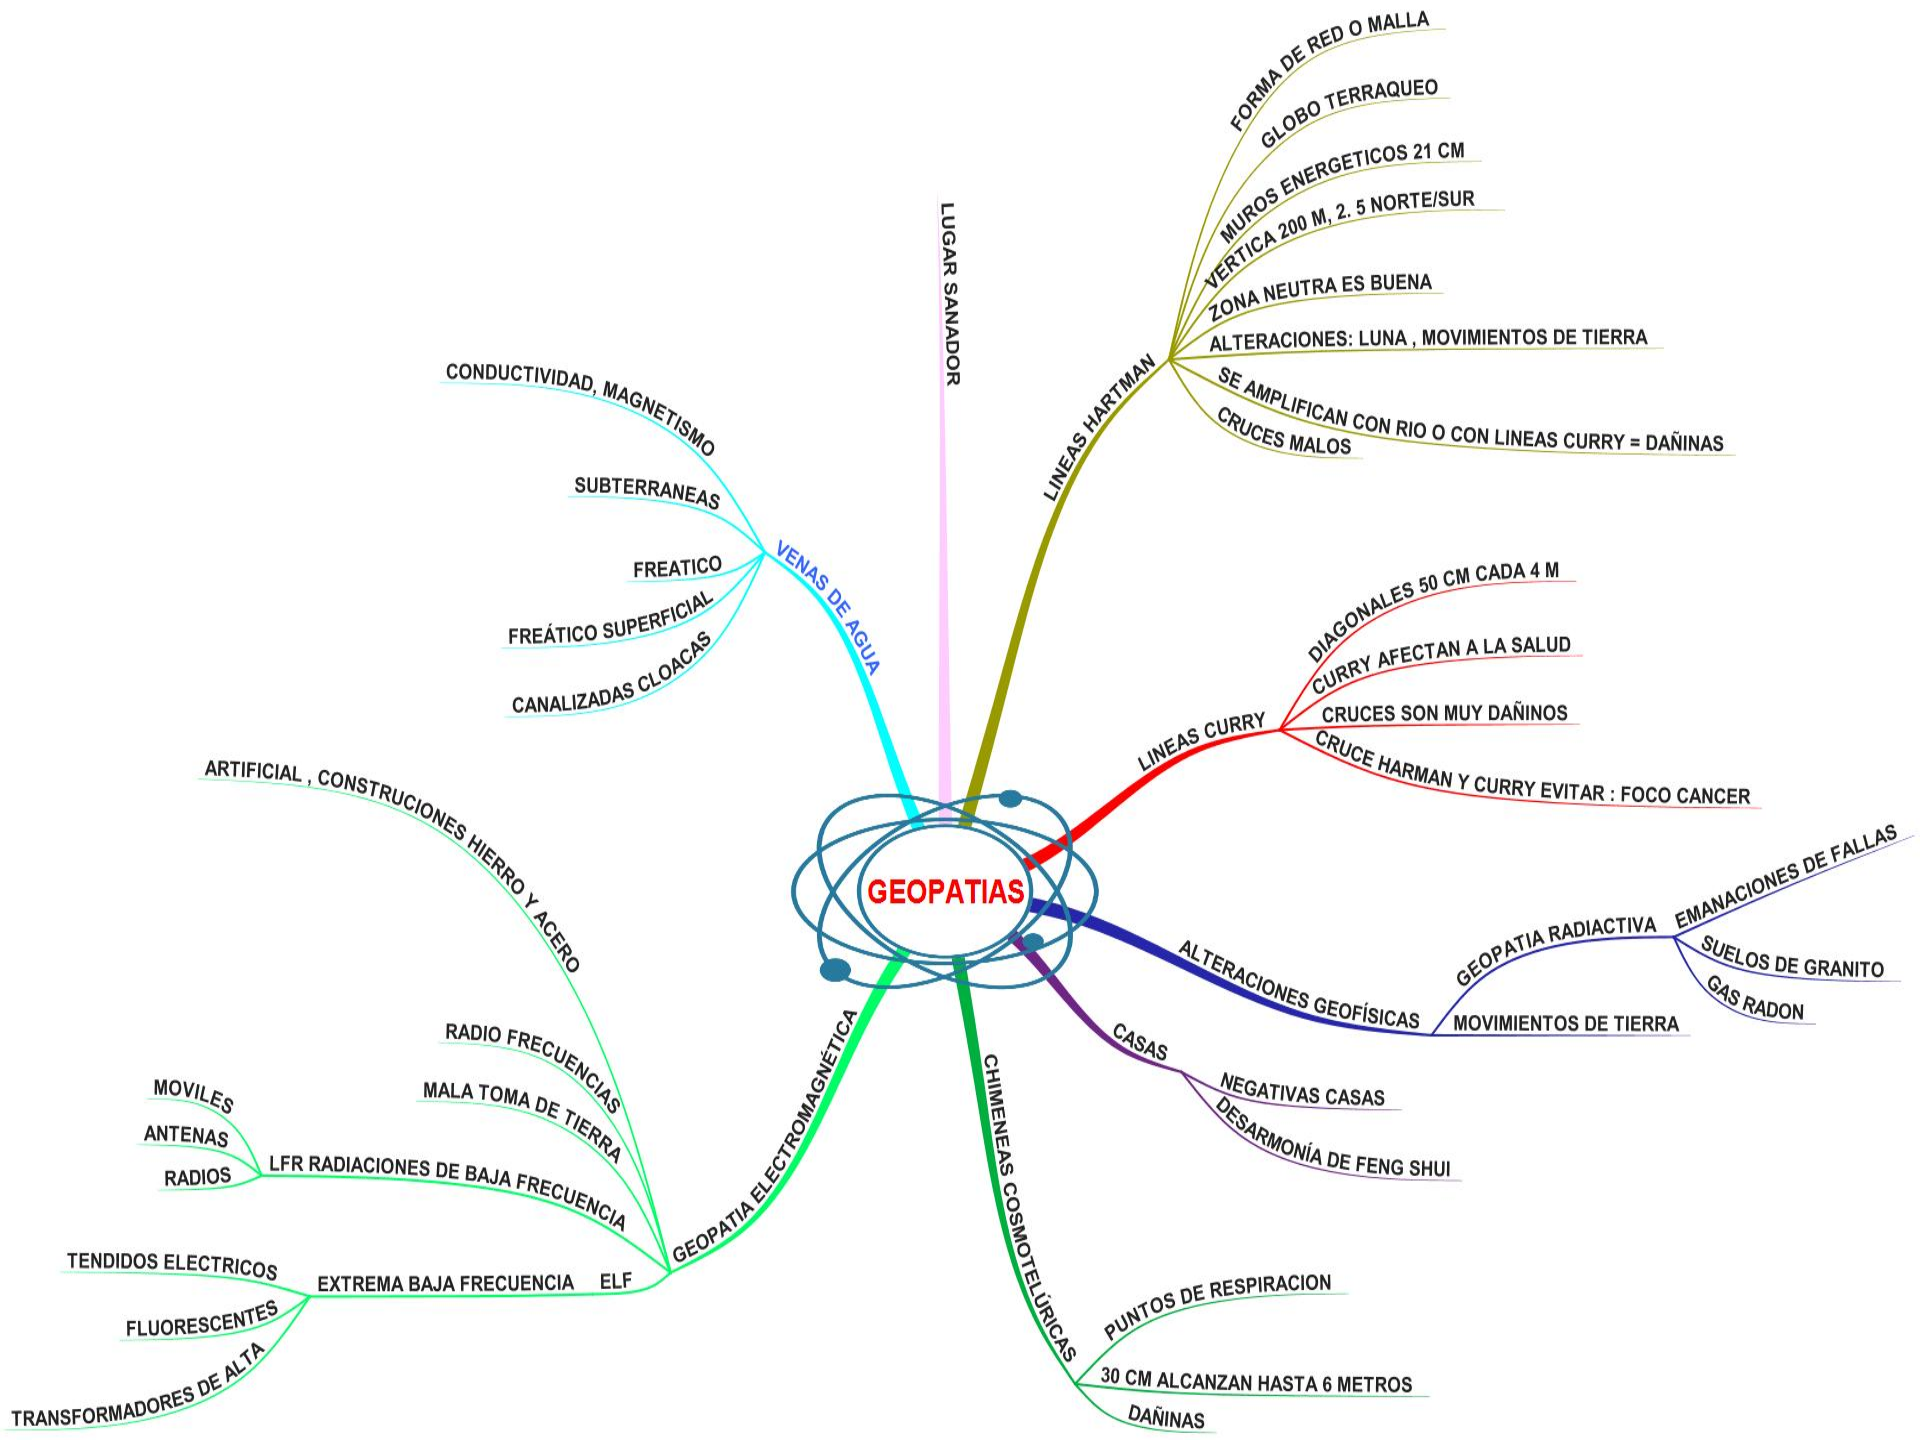 GEOPATIAS
LUGAR SANADOR
LINEAS HARTMAN
FORMA DE RED O MALLA
GLOBO TERRAQUEO
MUROS ENERGETICOS 21 CM
VERTICA 200 M, 2. 5 NORTE/SUR
ZONA NEUTRA ES BUENA
ALTERACIONES: LUNA , MOVIMIENTOS DE TIERRA
SE AMPLIFICAN CON RIO O CON LINEAS CURRY = DAÑINAS
CRUCES MALOS
LINEAS CURRY
DIAGONALES 50 CM CADA 4 M
CURRY AFECTAN A LA SALUD
CRUCES SON MUY DAÑINOS
CRUCE HARMAN Y CURRY EVITAR : FOCO CANCER
ALTERACIONES GEOFÍSICAS
GEOPATIA RADIACTIVA
EMANACIONES DE FALLAS
SUELOS DE GRANITO
GAS RADON
MOVIMIENTOS DE TIERRA
CASAS
NEGATIVAS CASAS
DESARMONÍA DE FENG SHUI
CHIMENEAS COSMOTELÚRICAS
PUNTOS DE RESPIRACION
30 CM ALCANZAN HASTA 6 METROS
DAÑINAS
GEOPATIA ELECTROMAGNÉTICA
ARTIFICIAL , CONSTRUCIONES HIERRO Y ACERO
RADIO FRECUENCIAS
MALA TOMA DE TIERRA
LFR RADIACIONES DE BAJA FRECUENCIA
MOVILES
ANTENAS
RADIOS
EXTREMA BAJA FRECUENCIA ELF
TENDIDOS ELECTRICOS
FLUORESCENTES
TRANSFORMADORES DE ALTA
VENAS DE AGUA
CONDUCTIVIDAD, MAGNETISMO
SUBTERRANEAS
FREATICO
FREÁTICO SUPERFICIAL
CANALIZADAS CLOACAS